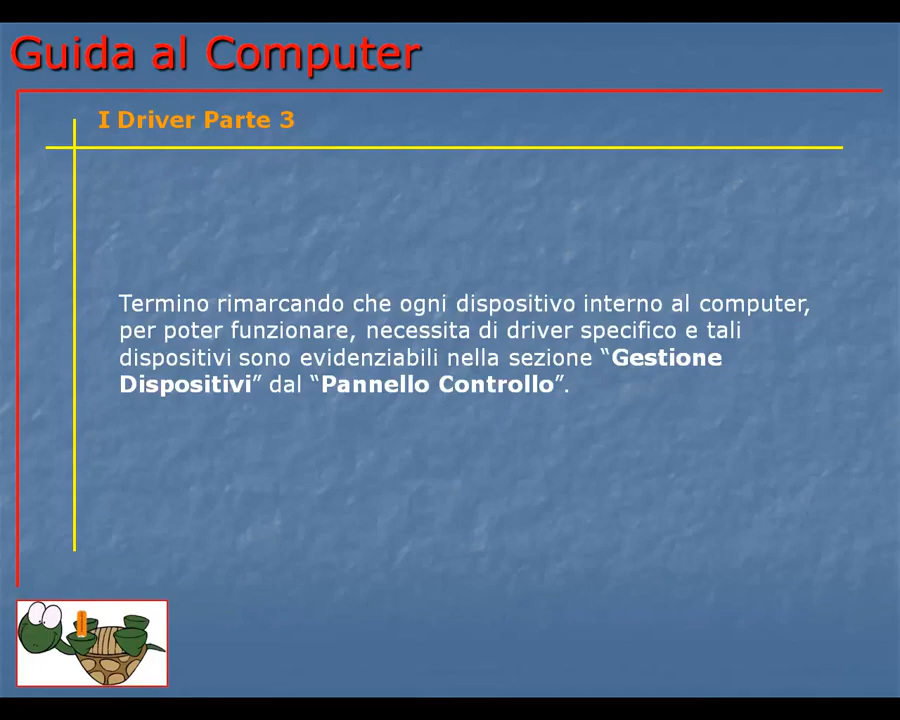 Guida al Computer
I Driver Parte 3
Termino rimarcando che ogni dispositivo interno al computer,
per poter funzionare, necessita di driver specifico e tali
dispositivi sono evidenziabili nella sezione “Gestione
Dispositivi” dal “Pannello Controllo”.